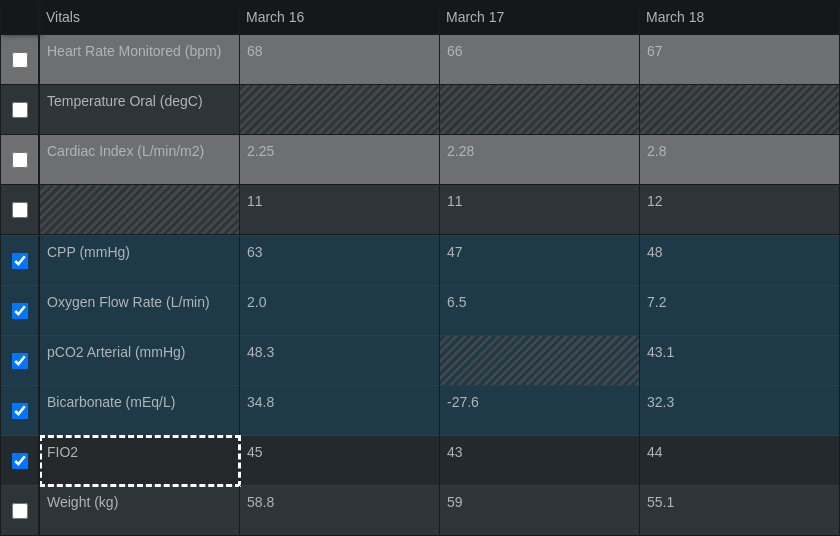 Vitals March 16 March 17 March 18
Heart Rate Monitored (bpm) 68 66 67
Temperature Oral (degC)
Cardiac Index (L/min/m2) 2.25 2.28 2.8
11 11 12
CPP (mmHg) 63 47 48
Oxygen Flow Rate (L/min) 2.0 6.5 7.2
pCO2 Arterial (mmHg) 48.3 43.1
Bicarbonate (mEq/L) 34.8 -27.6 32.3
FIO2 45 43 44
Weight (kg) 58.8 59 55.1